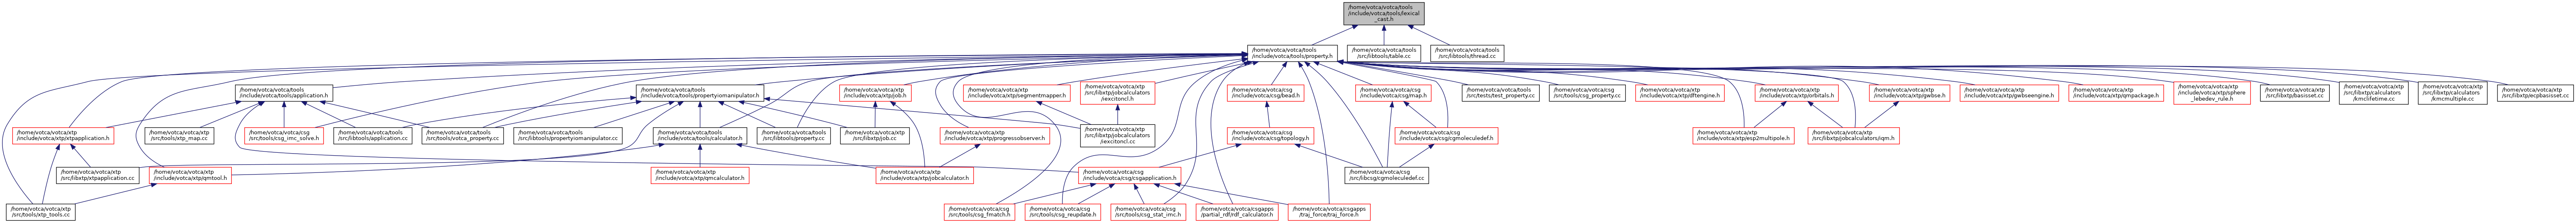 /home/votca/votca/tools
/include/votca/tools/lexical
_cast.h
/home/votca/votca/tools
/include/votca/tools/property.h
/home/votca/votca/tools
/src/libtools/table.cc
/home/votca/votca/tools
/src/libtools/thread.cc
/home/votca/votca/tools
/include/votca/tools/application.h
/home/votca/votca/tools
/include/votca/tools/propertyiomanipulator.h
/home/votca/votca/xtp
/include/votca/xtp/job.h
/home/votca/votca/xtp
/include/votca/xtp/segmentmapper.h
/home/votca/votca/xtp
/src/libxtp/jobcalculators
/iexcitoncl.h
/home/votca/votca/csg
/include/votca/csg/bead.h
/home/votca/votca/csg
/include/votca/csg/map.h
/home/votca/votca/tools
/src/tests/test_property.cc
/home/votca/votca/csg
/src/tools/csg_property.cc
/home/votca/votca/xtp
/include/votca/xtp/dftengine.h
/home/votca/votca/xtp
/include/votca/xtp/orbitals.h
/home/votca/votca/xtp
/include/votca/xtp/gwbse.h
/home/votca/votca/xtp
/include/votca/xtp/gwbseengine.h
/home/votca/votca/xtp
/include/votca/xtp/qmpackage.h
/home/votca/votca/xtp
/include/votca/xtp/sphere
_lebedev_rule.h
/home/votca/votca/xtp
/src/libxtp/basisset.cc
/home/votca/votca/xtp
/src/libxtp/calculators
/kmclifetime.cc
/home/votca/votca/xtp
/src/libxtp/calculators
/kmcmultiple.cc
/home/votca/votca/xtp
/src/libxtp/ecpbasisset.cc
/home/votca/votca/xtp
/include/votca/xtp/xtpapplication.h
/home/votca/votca/xtp
/src/tools/xtp_map.cc
/home/votca/votca/csg
/src/tools/csg_imc_solve.h
/home/votca/votca/tools
/src/libtools/application.cc
/home/votca/votca/tools
/src/tools/votca_property.cc
/home/votca/votca/tools
/src/libtools/propertyiomanipulator.cc
/home/votca/votca/tools
/include/votca/tools/calculator.h
/home/votca/votca/tools
/src/libtools/property.cc
/home/votca/votca/xtp
/src/libxtp/job.cc
/home/votca/votca/xtp
/include/votca/xtp/progressobserver.h
/home/votca/votca/xtp
/src/libxtp/jobcalculators
/iexcitoncl.cc
/home/votca/votca/csg
/include/votca/csg/topology.h
/home/votca/votca/csg
/include/votca/csg/cgmoleculedef.h
/home/votca/votca/xtp
/include/votca/xtp/esp2multipole.h
/home/votca/votca/xtp
/src/libxtp/jobcalculators/iqm.h
/home/votca/votca/xtp
/src/libxtp/xtpapplication.cc
/home/votca/votca/xtp
/include/votca/xtp/qmtool.h
/home/votca/votca/xtp
/include/votca/xtp/qmcalculator.h
/home/votca/votca/xtp
/include/votca/xtp/jobcalculator.h
/home/votca/votca/csg
/include/votca/csg/csgapplication.h
/home/votca/votca/csg
/src/libcsg/cgmoleculedef.cc
/home/votca/votca/xtp
/src/tools/xtp_tools.cc
/home/votca/votca/csg
/src/tools/csg_fmatch.h
/home/votca/votca/csg
/src/tools/csg_reupdate.h
/home/votca/votca/csg
/src/tools/csg_stat_imc.h
/home/votca/votca/csgapps
/partial_rdf/rdf_calculator.h
/home/votca/votca/csgapps
/traj_force/traj_force.h